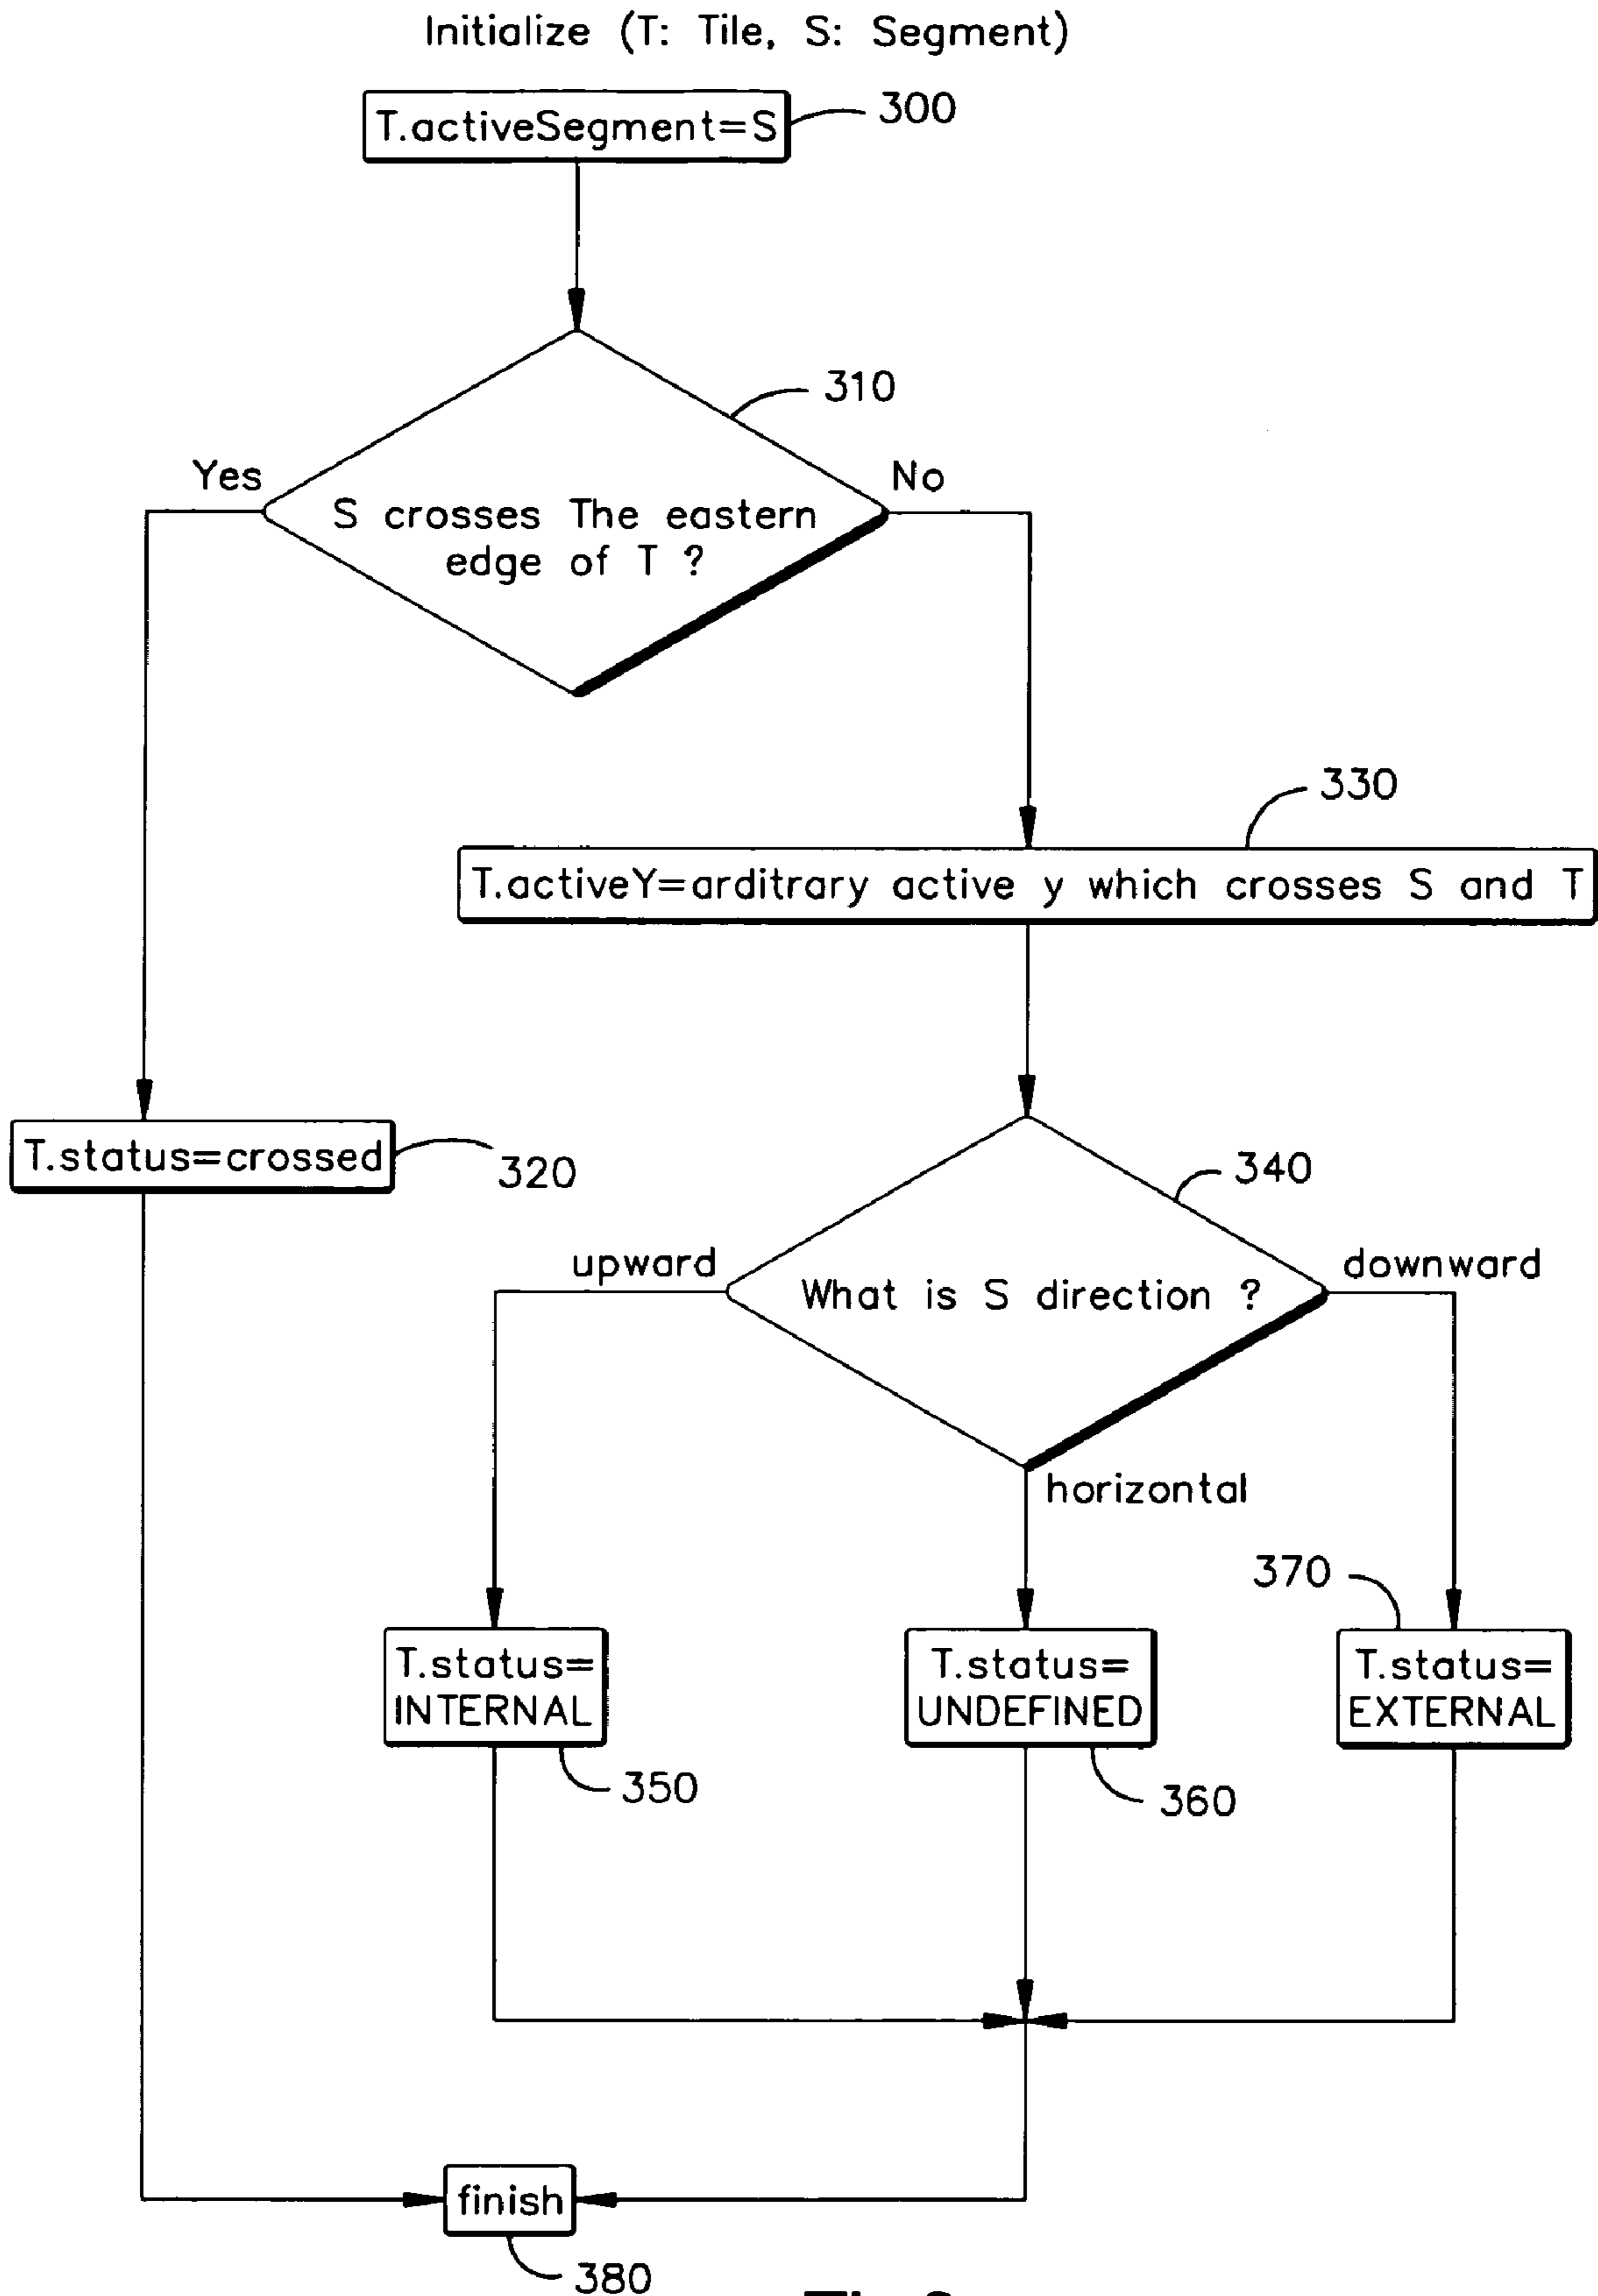 Initialize (T: Tile, S: Segment)
T.activeSegment=S
300
310
Yes
No
S crosses The eastern
edge of T ?
330
T.activeY=arditrary active y which crosses S and T
T.status=crossed
320
340
upward
downward
What is S direction ?
horizontal
370
T.status=
INTERNAL
T.status=
UNDEFINED
T.status=
EXTERNAL
350
360
finish
380